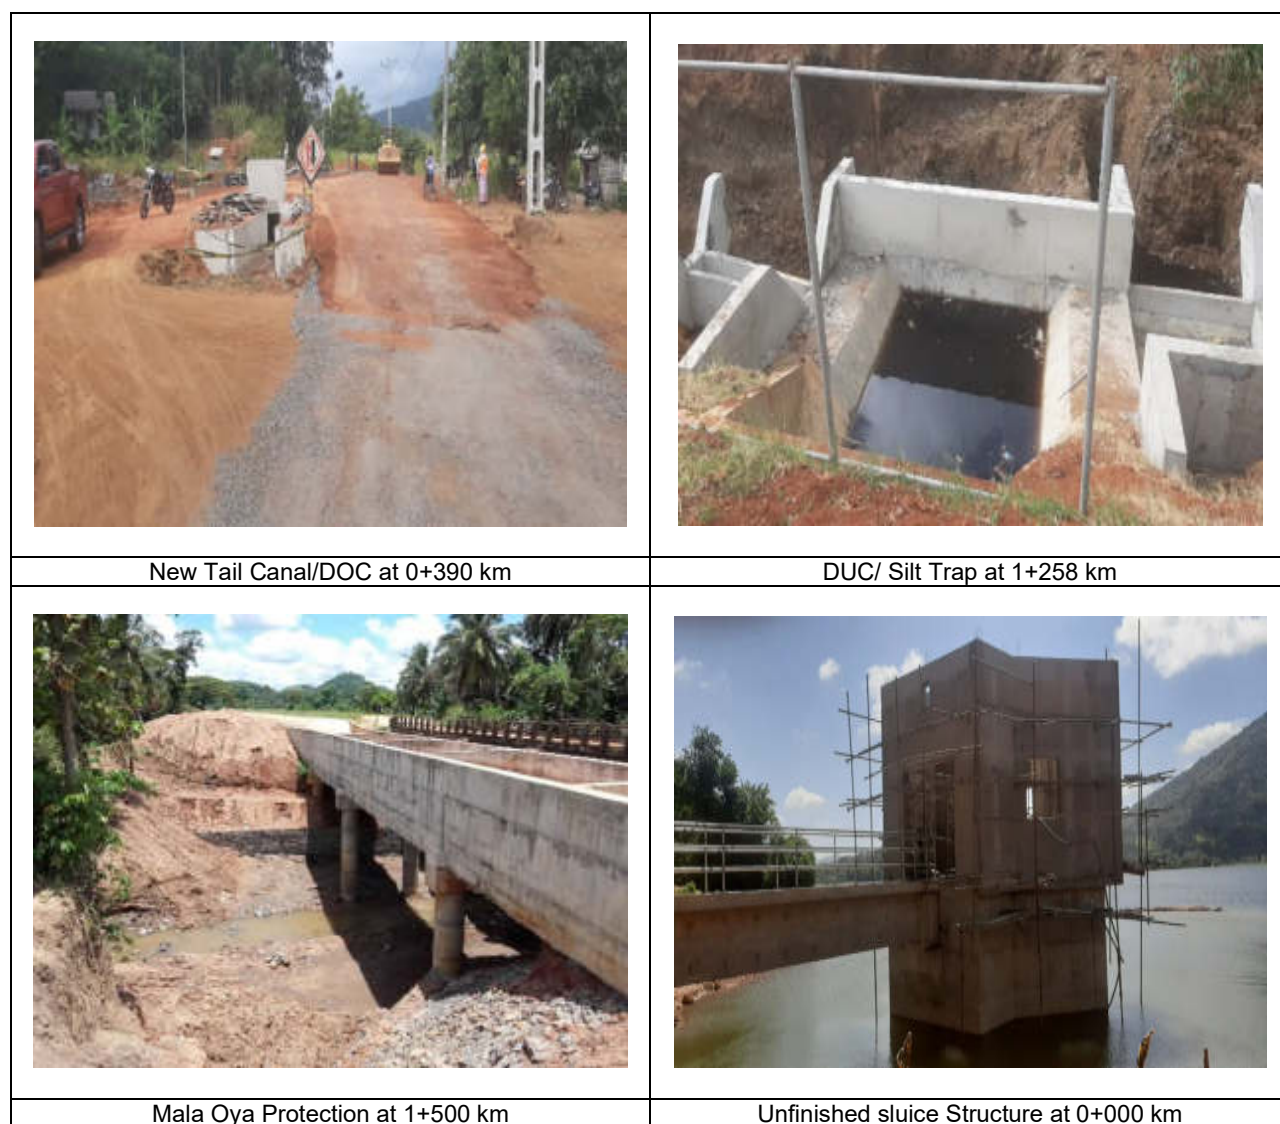 New Tail Canal/DOC at 0+390 km
DUC/ Silt Trap at 1+258 km
Mala Oya Protection at 1+500 km
Unfinished sluice Structure at 0+000 km